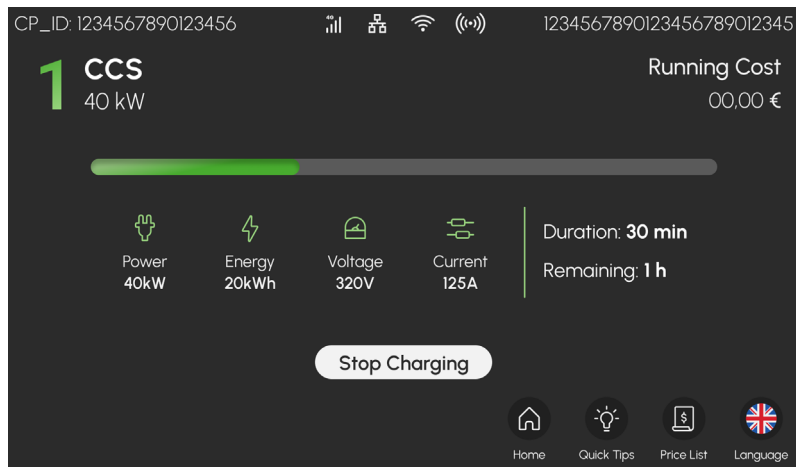 CP_ID: 1234567890123456
4G
1234567890123456789012345
1
CCS
40 kW
Running Cost
00,00 €
Power
40kW
Energy
20kWh
Voltage
320V
Current
125A
Duration: 30 min
Remaining: 1 h
Stop Charging
$
Home
Quick Tips
Price List
Language